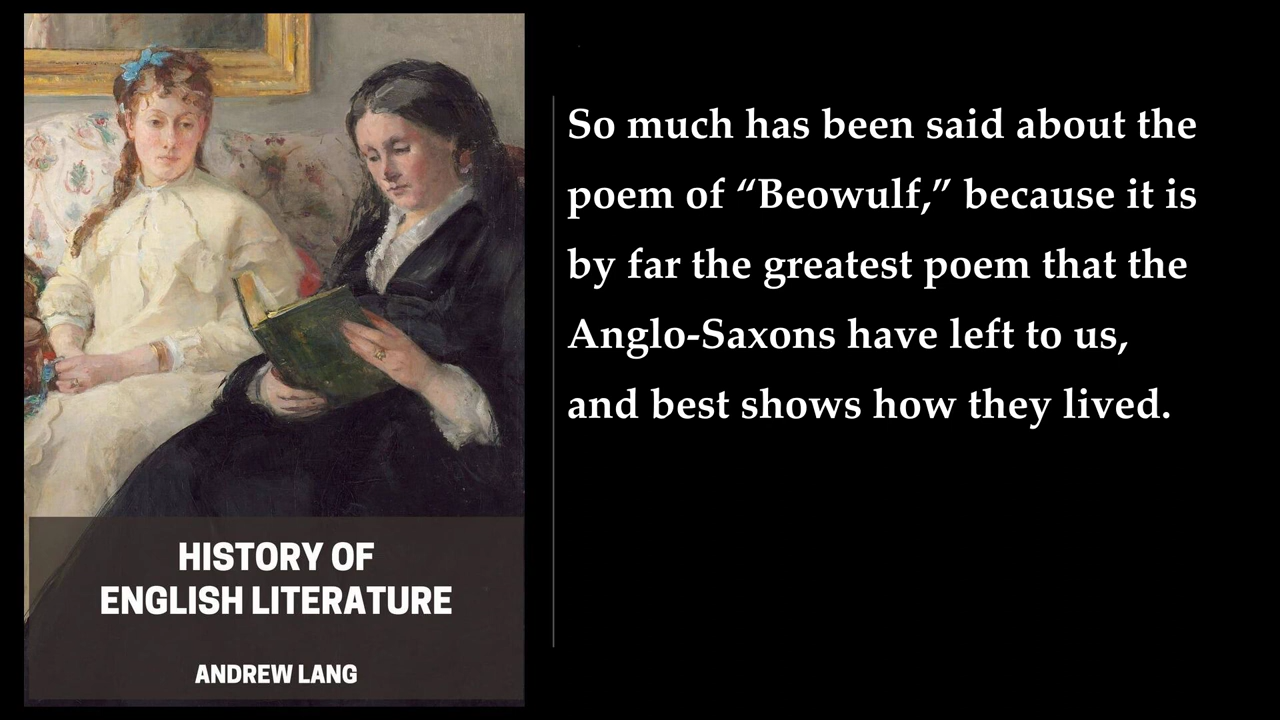 HISTORY OF
ENGLISH LITERATURE
ANDREW LANG
So much has been said about the
poem of “Beowulf,” because it is
by far the greatest poem that the
Anglo-Saxons have left to us,
and best shows how they lived.